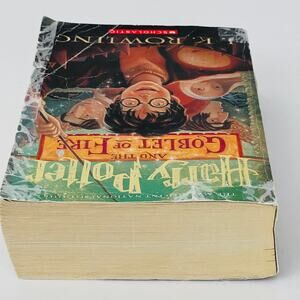 Harry Potter
AND THE
GOBLET OF FIRE
J.K. ROWLING
SCHOLASTIC